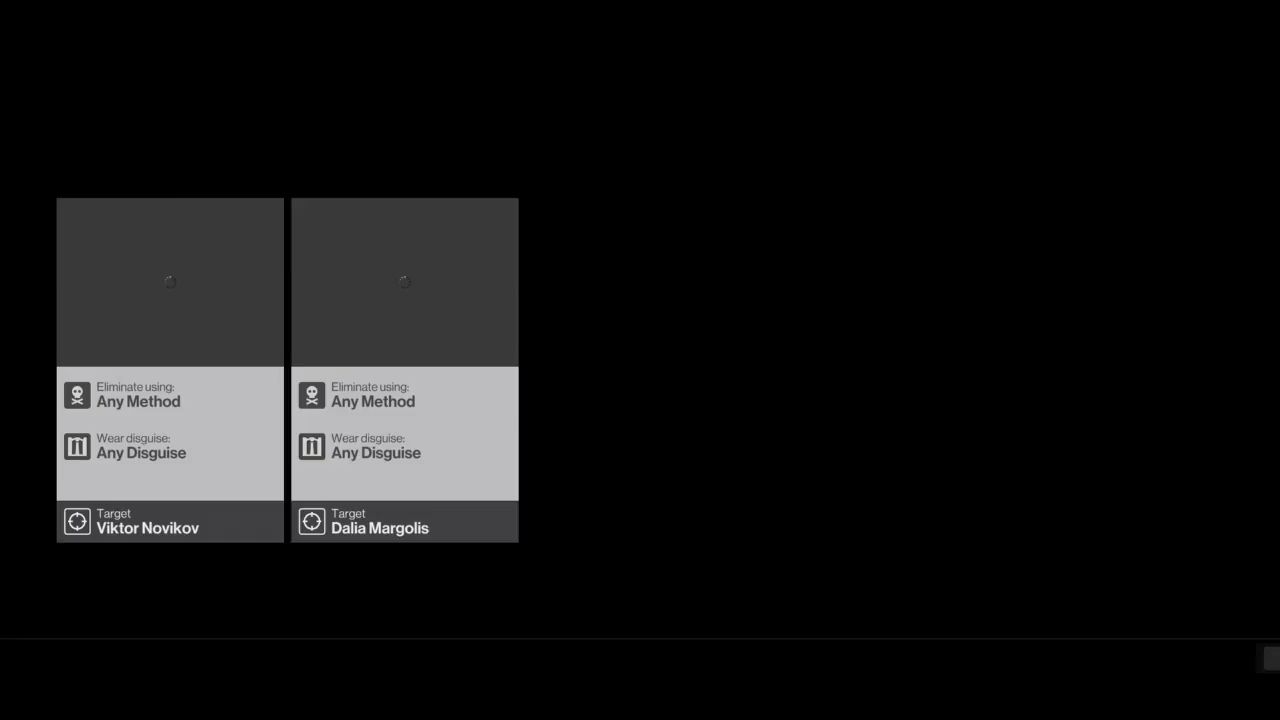 Eliminate using:
Any Method
Wear disguise:
Any Disguise
Target
Viktor Novikov
Eliminate using:
Any Method
Wear disguise:
Any Disguise
Target
Dalia Margolis